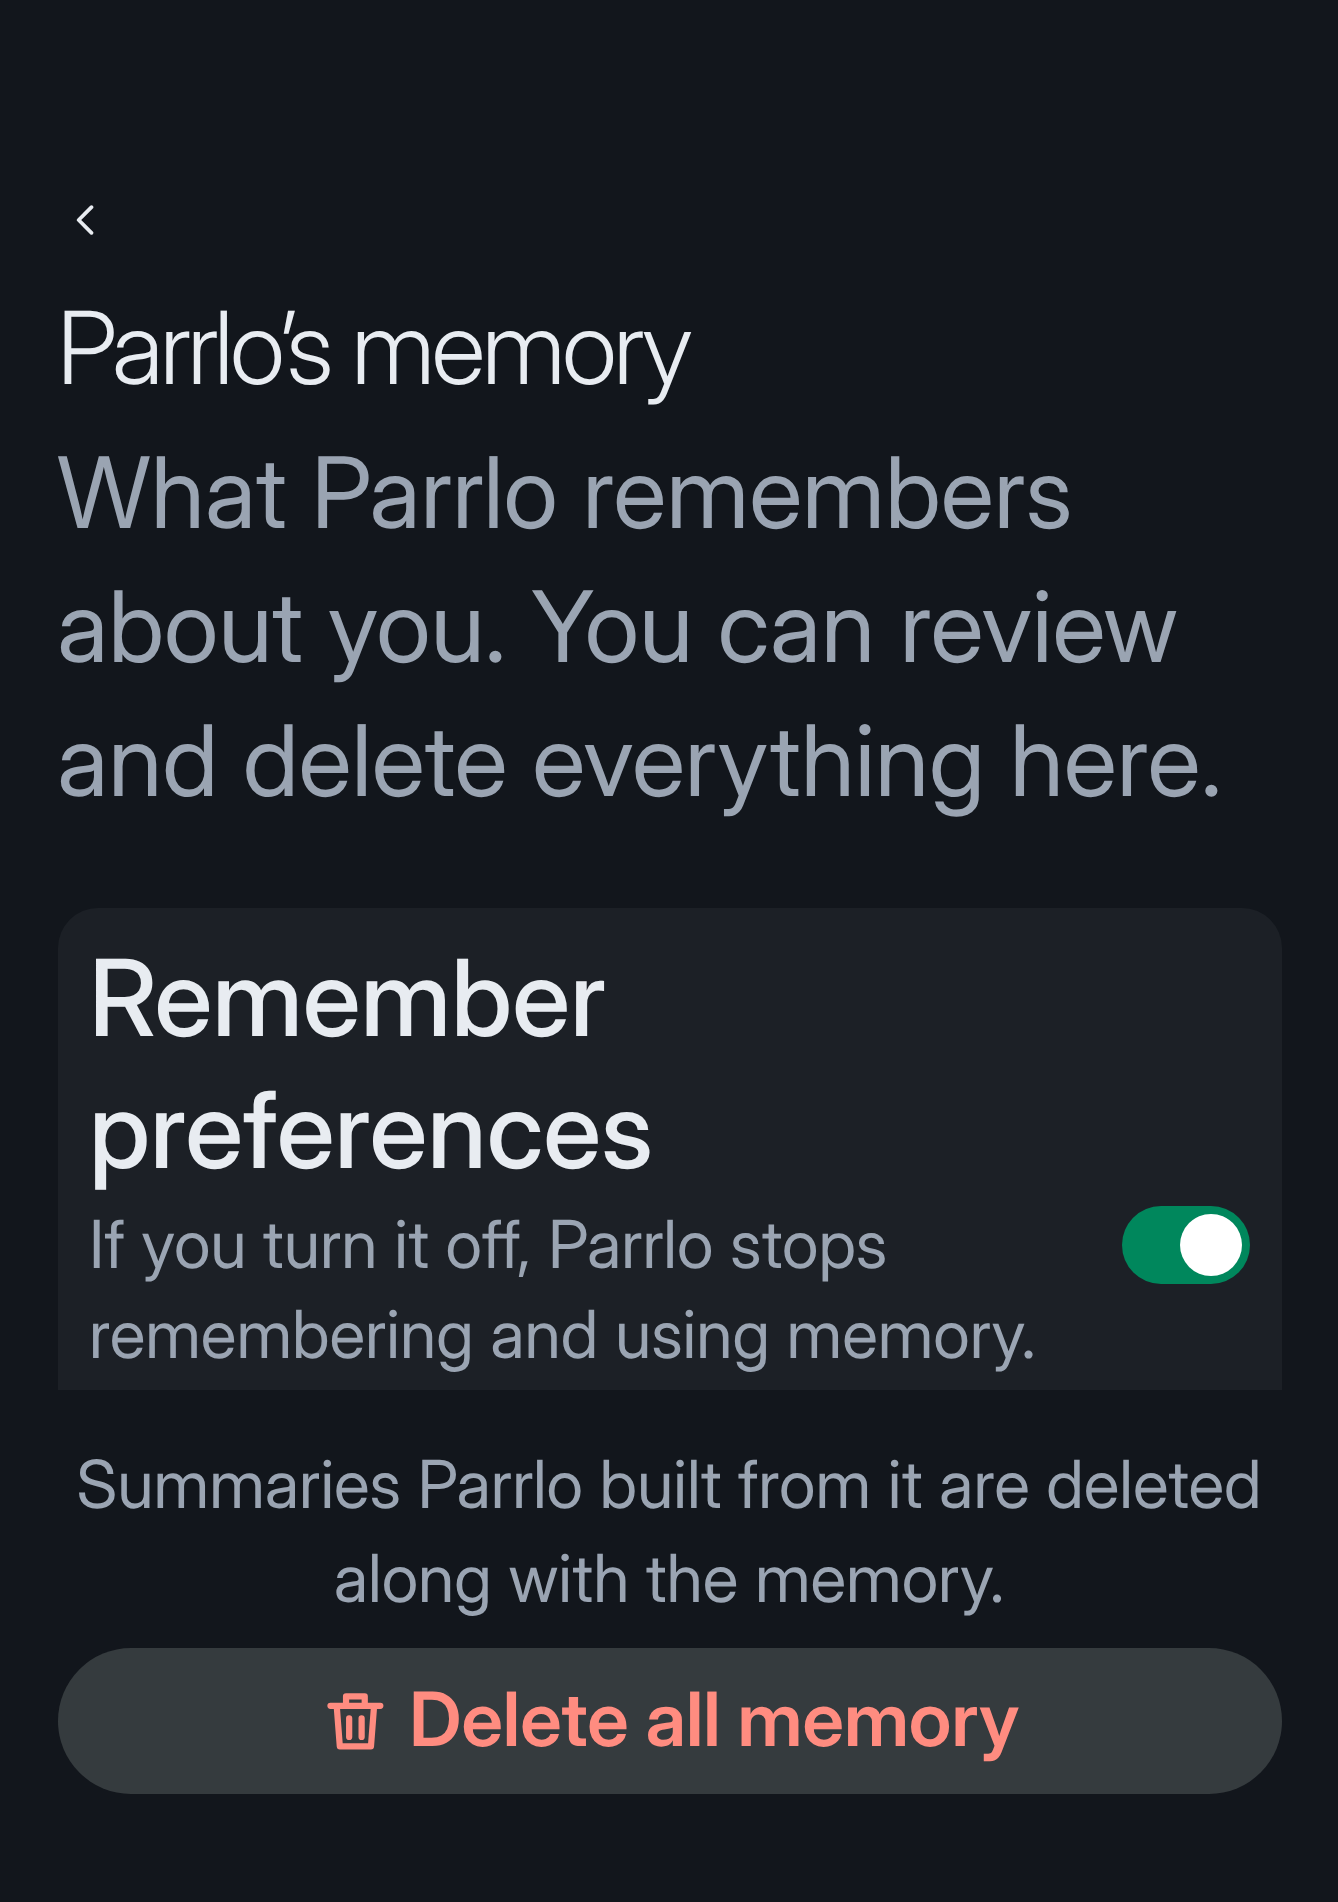 Parrlo’s memory
What Parrlo remembers
about you. You can review
and delete everything here.
Remember
preferences
If you turn it off, Parrlo stops
remembering and using memory.
Summaries Parrlo built from it are deleted
along with the memory.
Delete all memory